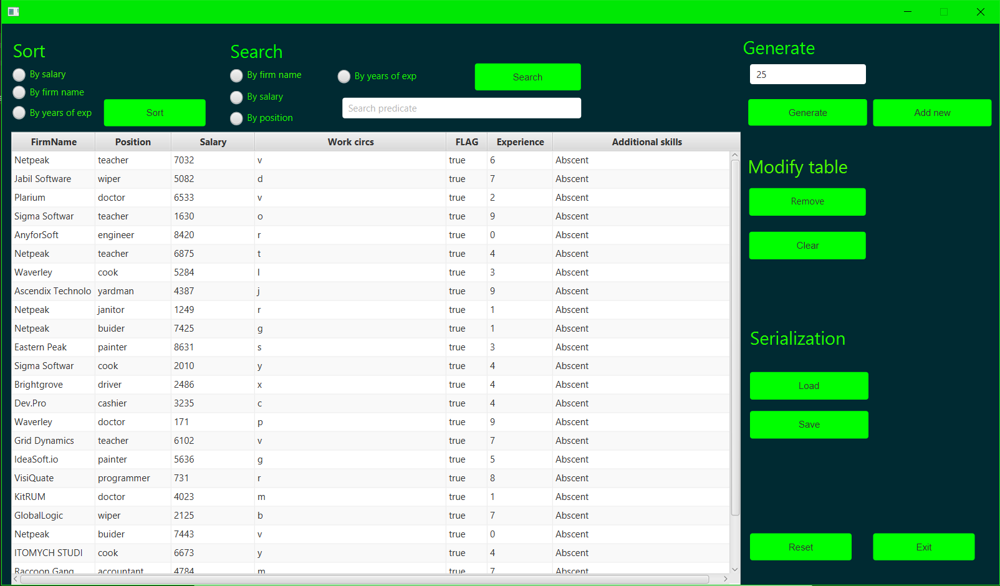 Sort
By salary
By firm name
By years of exp
Sort
Search
By firm name
By salary
By position
By years of exp
Search
Search predicate
Generate
25
Generate Add new
FirmName Position Salary Work circs FLAG Experience Additional skills
Netpeak teacher 7032 v true 6 Abscent
Jabil Software wiper 5082 d true 7 Abscent
Plarium doctor 6533 v true 2 Abscent
Sigma Softwar teacher 1630 o true 9 Abscent
AnyforSoft engineer 8420 r true 0 Abscent
Netpeak teacher 6875 t true 4 Abscent
Waverley cook 5284 l true 3 Abscent
Ascendix Technolo yardman 4387 j true 9 Abscent
Netpeak janitor 1249 r true 1 Abscent
Netpeak buider 7425 g true 1 Abscent
Eastern Peak painter 8631 s true 3 Abscent
Sigma Softwar cook 2010 y true 4 Abscent
Brightgrove driver 2486 x true 4 Abscent
Dev.Pro cashier 3235 c true 4 Abscent
Waverley doctor 171 p true 9 Abscent
Grid Dynamics teacher 6102 v true 7 Abscent
IdeaSoft.io painter 5636 g true 5 Abscent
VisiQuate programmer 731 r true 8 Abscent
KitRUM doctor 4023 m true 1 Abscent
GlobalLogic wiper 2125 b true 7 Abscent
Netpeak buider 7443 v true 0 Abscent
ITOMYCH STUDI cook 6673 y true 4 Abscent
Raccoon Gang accountant 4784 m true 7 Abscent
Modify table
Remove
Clear
Serialization
Load
Save
Reset Exit